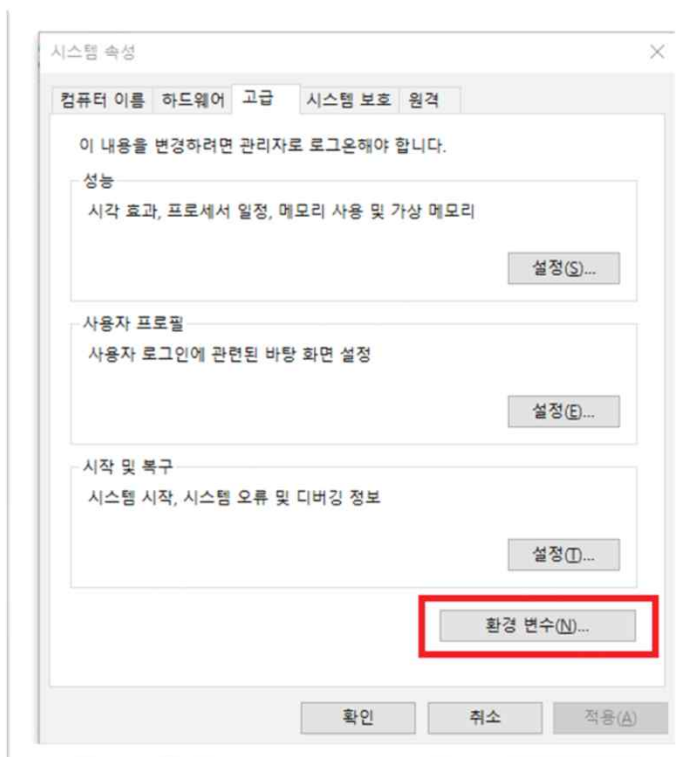 시스템 속성
컴퓨터 이름 하드웨어 고급 시스템 보호 원격
이 내용을 변경하려면 관리자로 로그온해야 합니다.
성능
시각 효과, 프로세서 일정, 메모리 사용 및 가상 메모리
설정(S)...
사용자 프로필
사용자 로그인에 관련된 바탕 화면 설정
설정(E)...
시작 및 복구
시스템 시작, 시스템 오류 및 디버깅 정보
설정(T)...
환경 변수(N)...
확인 취소 적용(A)